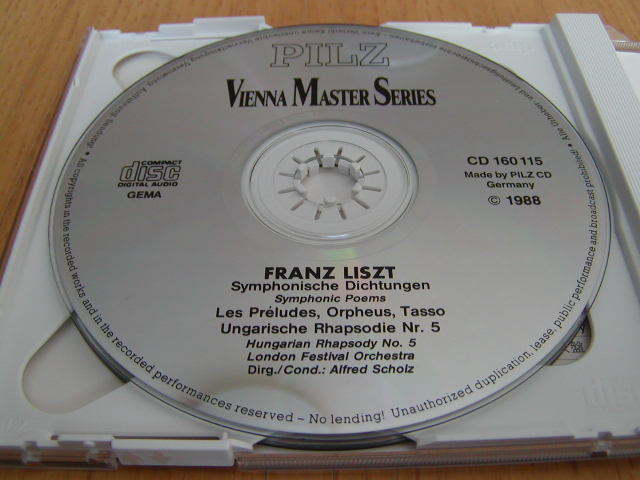 PILZ
VIENNA MASTER SERIES
COMPACT
disc
DIGITAL AUDIO
GEMA
CD 160 115
Made by PILZ CD
Germany
© 1988
FRANZ LISZT
Symphonische Dichtungen
Symphonic Poems
Les Préludes, Orpheus, Tasso
Ungarische Rhapsodie Nr. 5
Hungarian Rhapsody No. 5
London Festival Orchestra
Dirg./Cond.: Alfred Scholz
All copyrights in the recorded works and in the recorded performances reserved – No lending! Unauthorized duplication, lease, public performance and broadcast prohibited!